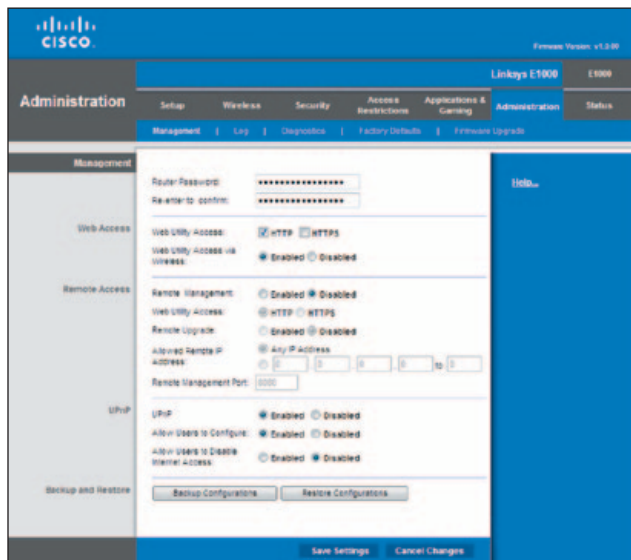 CISCO
Firmware Version: v1.0.00
Linksys E1000 E1000
Administration
Setup Wireless Security Access Restrictions Applications & Gaming Administration Status
Management | Log | Diagnostics | Factory Defaults | Firmware Upgrade
Management
Router Password:
Re-enter to confirm:
Web Access
Web Utility Access: HTTP HTTPS
Web Utility Access via Wireless: Enabled Disabled
Remote Access
Remote Management: Enabled Disabled
Web Utility Access: HTTP HTTPS
Remote Upgrade: Enabled Disabled
Allowed Remote IP Address: Any IP Address
0 . 0 . 0 . 0 to 0
Remote Management Port: 8080
UPnP
UPnP Enabled Disabled
Allow Users to Configure: Enabled Disabled
Allow Users to Disable Internet Access: Enabled Disabled
Backup and Restore
Backup Configurations Restore Configurations
Save Settings Cancel Changes
Help...